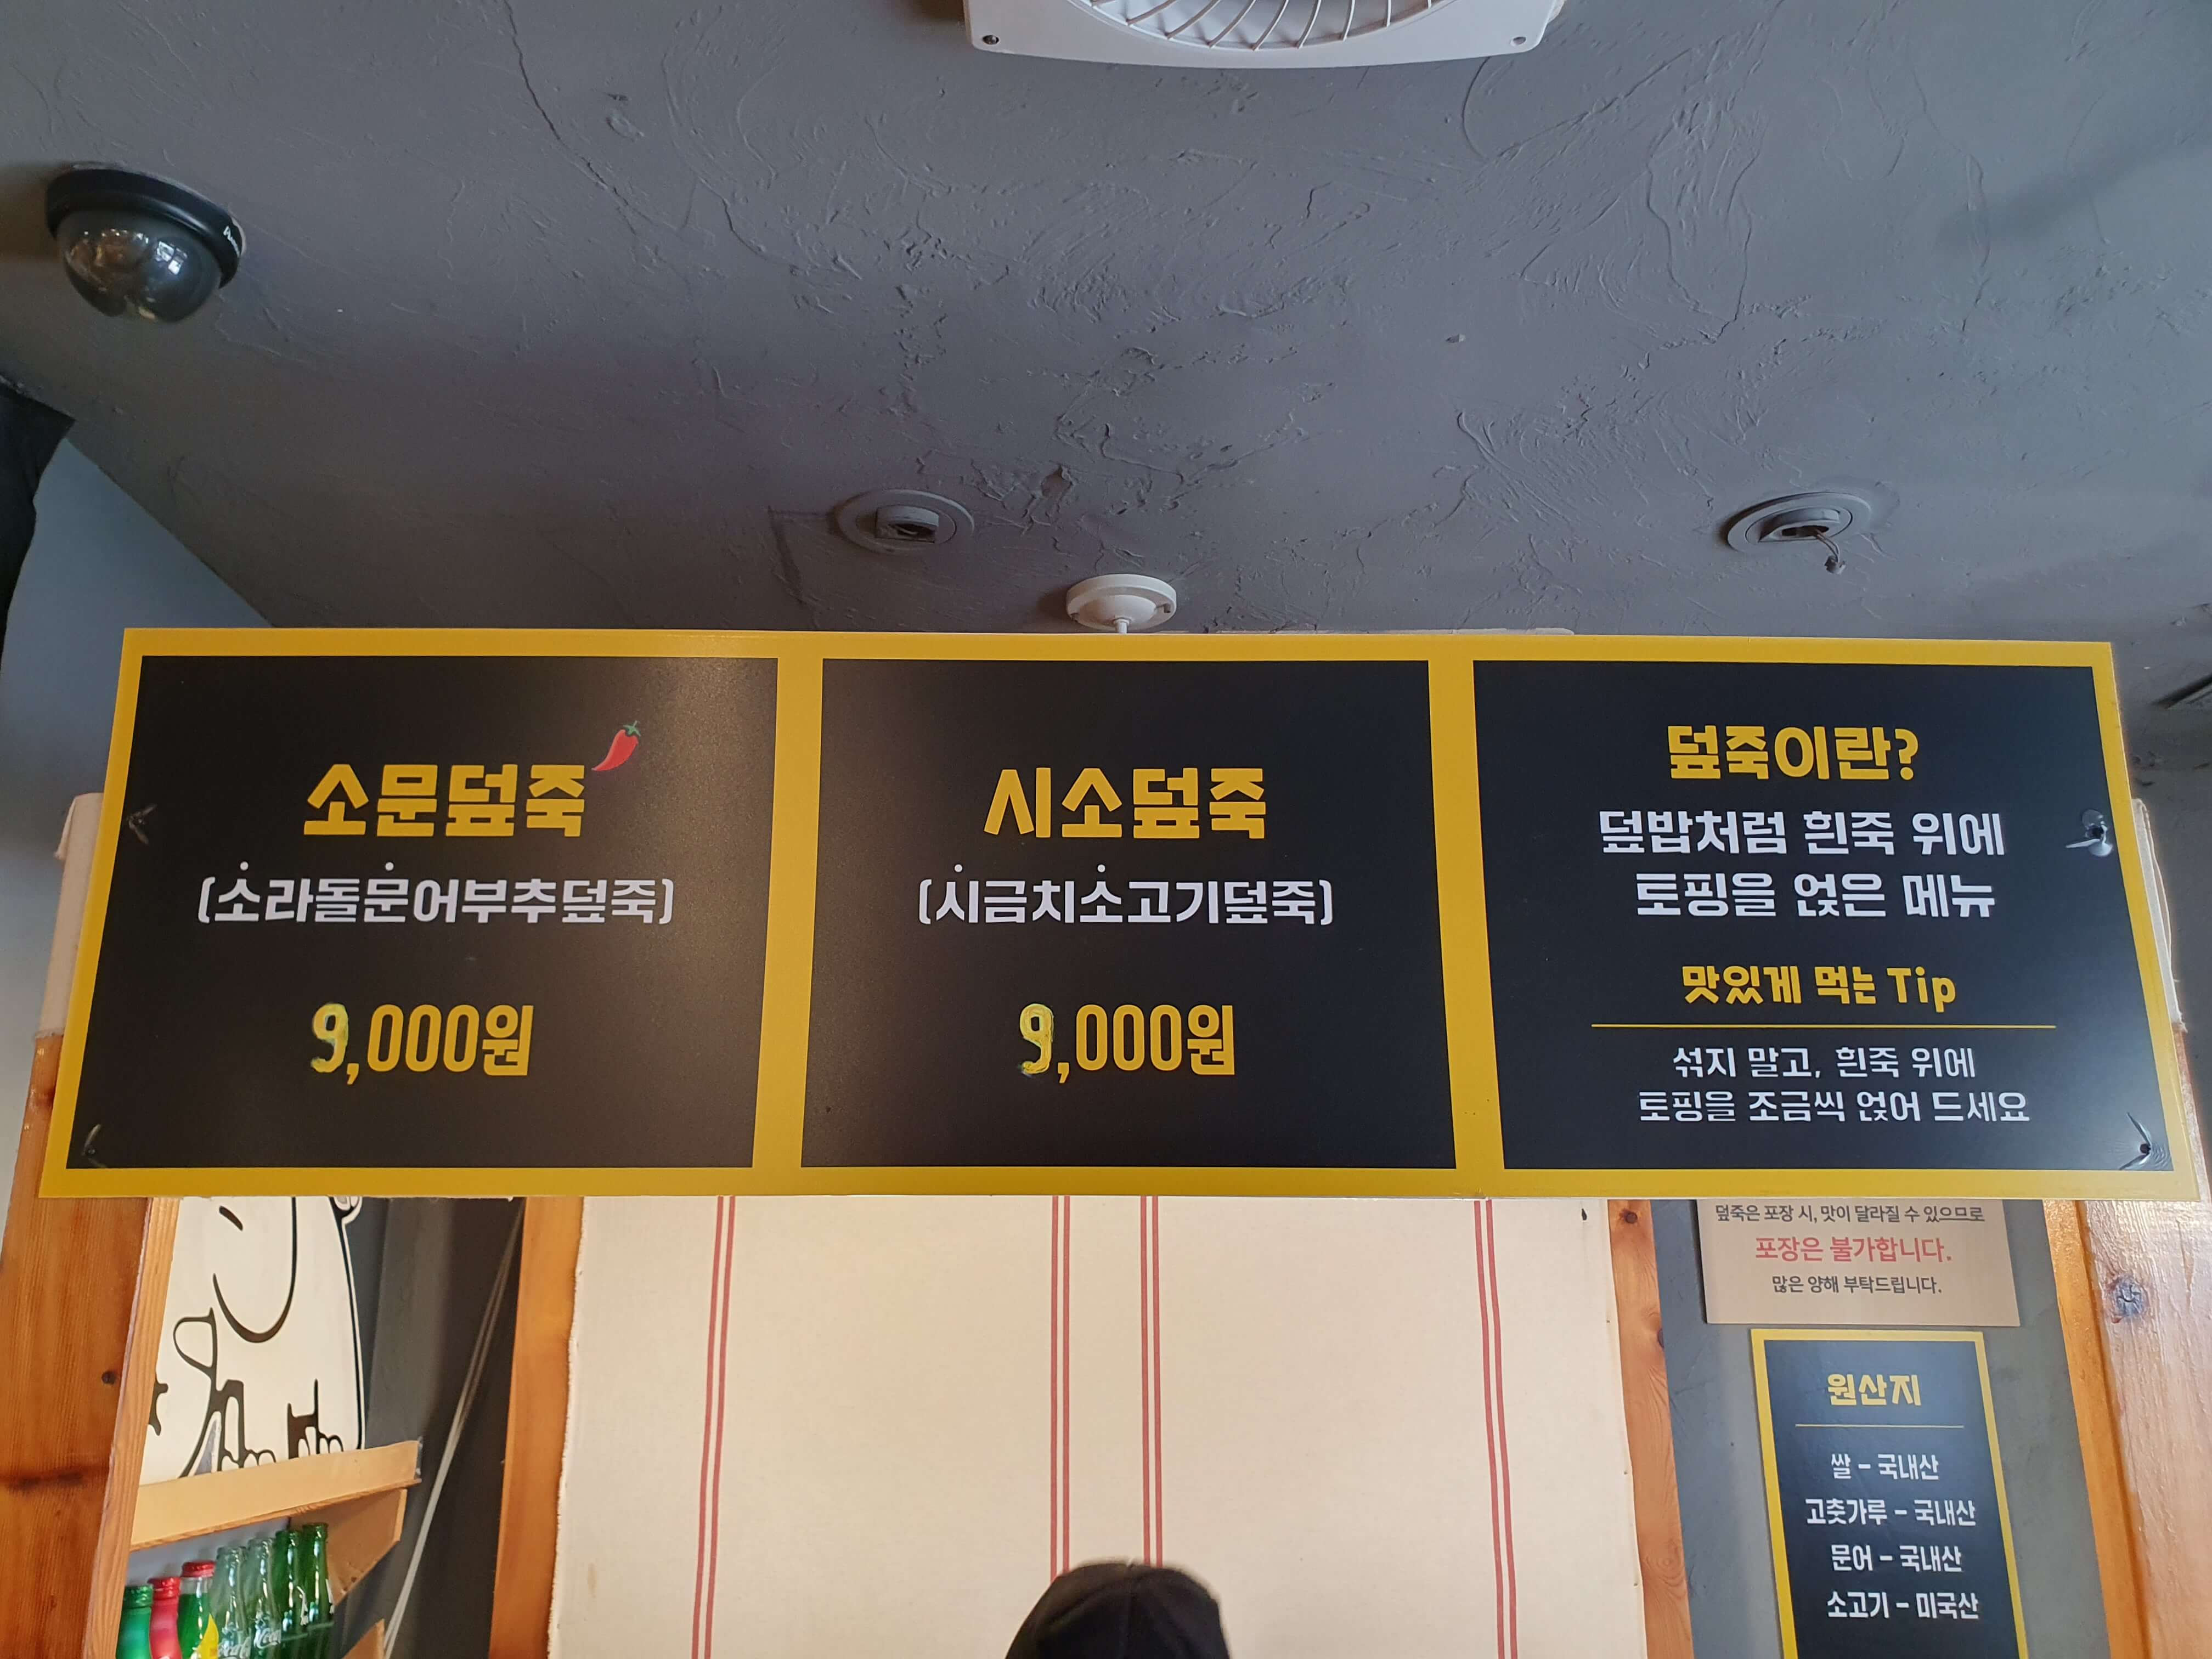 소문덮죽
(소라돌문어부추덮죽)
9,000원
시소덮죽
(시금치소고기덮죽)
9,000원
덮죽이란?
덮밥처럼 흰죽 위에
토핑을 얹은 메뉴
맛있게 먹는 Tip
섞지 말고, 흰죽 위에
토핑을 조금씩 얹어 드세요
덮죽은 포장 시, 맛이 달라질 수 있으므로
포장은 불가합니다.
많은 양해 부탁드립니다.
원산지
쌀 - 국내산
고춧가루 - 국내산
문어 - 국내산
소고기 - 미국산